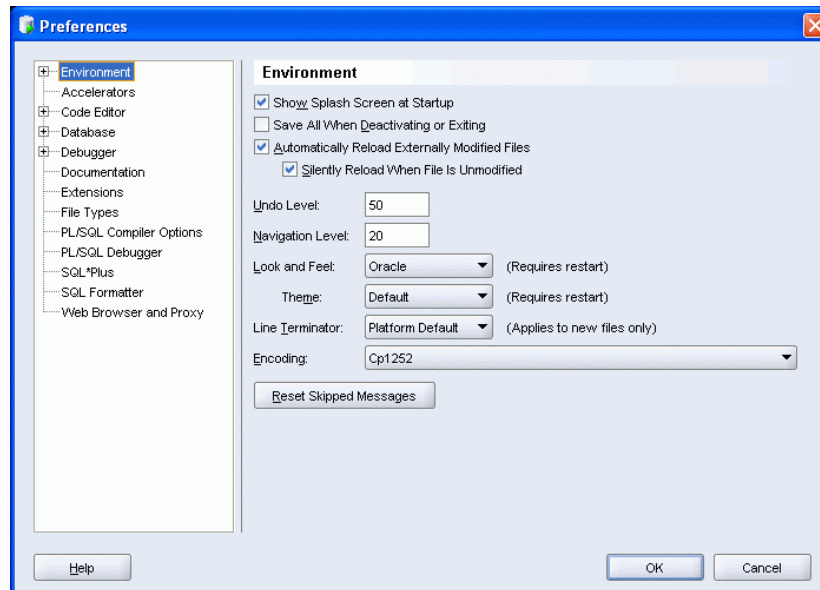 Preferences
Environment
Accelerators
Code Editor
Database
Debugger
Documentation
Extensions
File Types
PL/SQL Compiler Options
PL/SQL Debugger
SQL*Plus
SQL Formatter
Web Browser and Proxy
Environment
Show Splash Screen at Startup
Save All When Deactivating or Exiting
Automatically Reload Externally Modified Files
Silently Reload When File Is Unmodified
Undo Level: 50
Navigation Level: 20
Look and Feel: Oracle (Requires restart)
Theme: Default (Requires restart)
Line Terminator: Platform Default (Applies to new files only)
Encoding: Cp1252
Reset Skipped Messages
Help OK Cancel